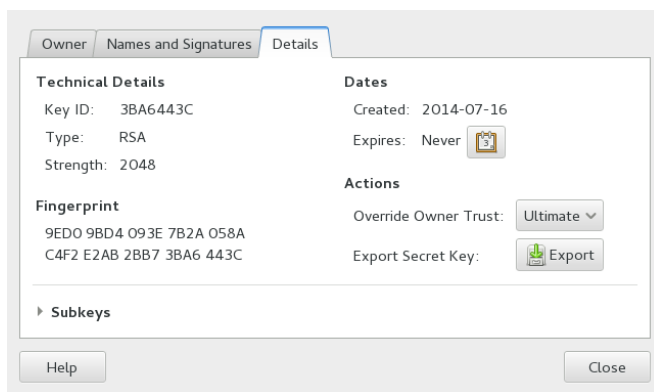 Owner Names and Signatures Details
Technical Details
Key ID: 3BA6443C
Type: RSA
Strength: 2048
Fingerprint
9ED0 9BD4 093E 7B2A 058A
C4F2 E2AB 2BB7 3BA6 443C
Dates
Created: 2014-07-16
Expires: Never 3
Actions
Override Owner Trust: Ultimate
Export Secret Key: Export
Subkeys
Help Close